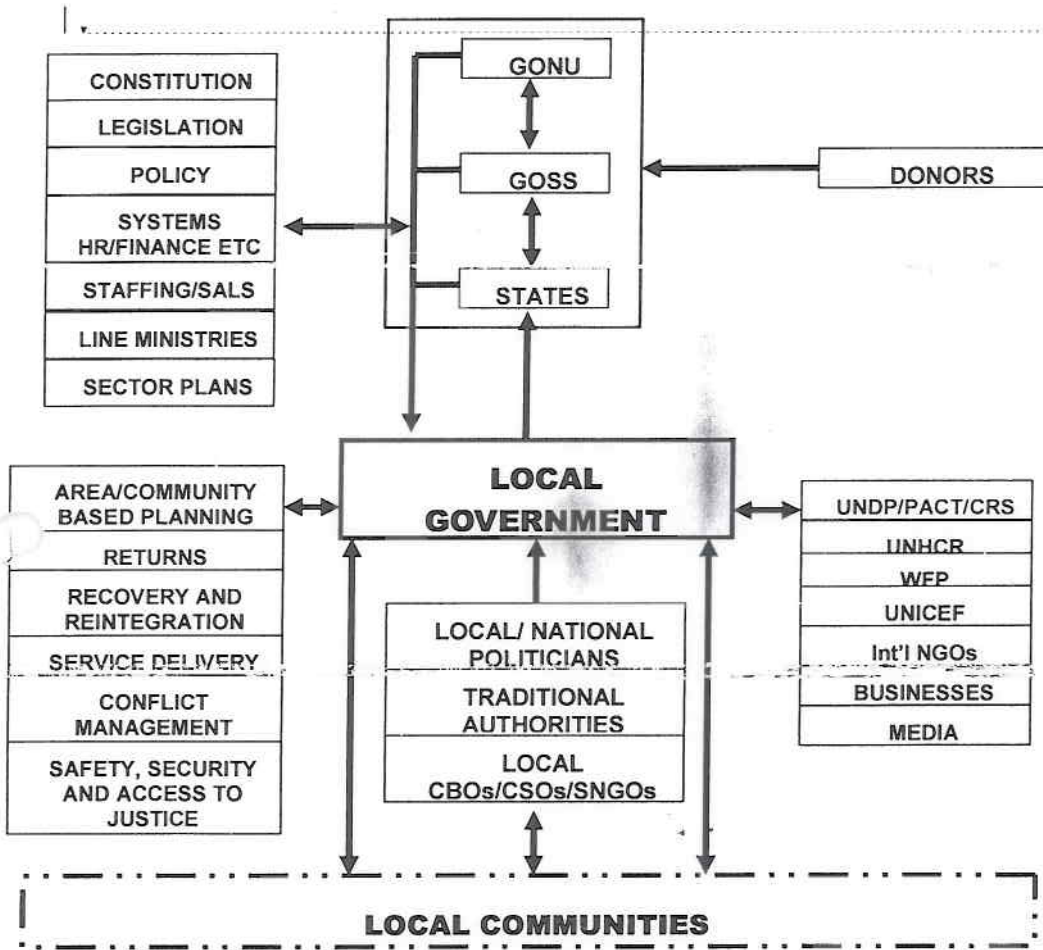 CONSTITUTION
LEGISLATION
POLICY
SYSTEMS
HR/FINANCE ETC
STAFFING/SALS
LINE MINISTRIES
SECTOR PLANS
GONU
GOSS
STATES
DONORS
LOCAL
GOVERNMENT
AREA/COMMUNITY
BASED PLANNING
RETURNS
RECOVERY AND
REINTEGRATION
SERVICE DELIVERY
CONFLICT
MANAGEMENT
SAFETY, SECURITY
AND ACCESS TO
JUSTICE
LOCAL/ NATIONAL
POLITICIANS
TRADITIONAL
AUTHORITIES
LOCAL
CBOs/CSOs/SNGOs
UNDP/PACT/CRS
UNHCR
WFP
UNICEF
Int'l NGOs
BUSINESSES
MEDIA
LOCAL COMMUNITIES